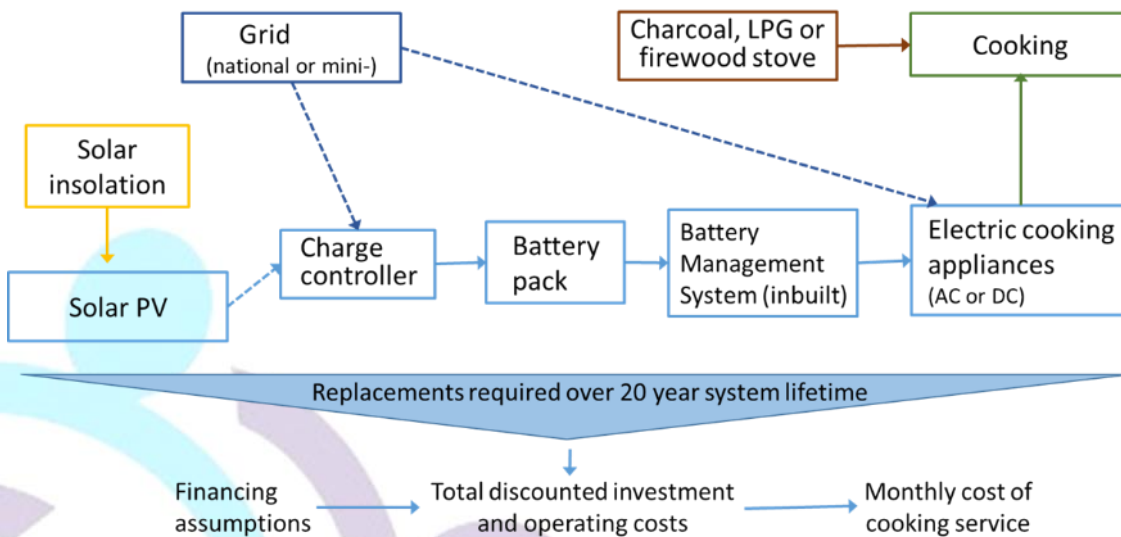 Grid
(national or mini-)
Charcoal, LPG or
firewood stove
Cooking
Solar
insolation
Solar PV
Charge
controller
Battery
pack
Battery
Management
System (inbuilt)
Electric cooking
appliances
(AC or DC)
Replacements required over 20 year system lifetime
Financing
assumptions
Total discounted investment
and operating costs
Monthly cost of
cooking service